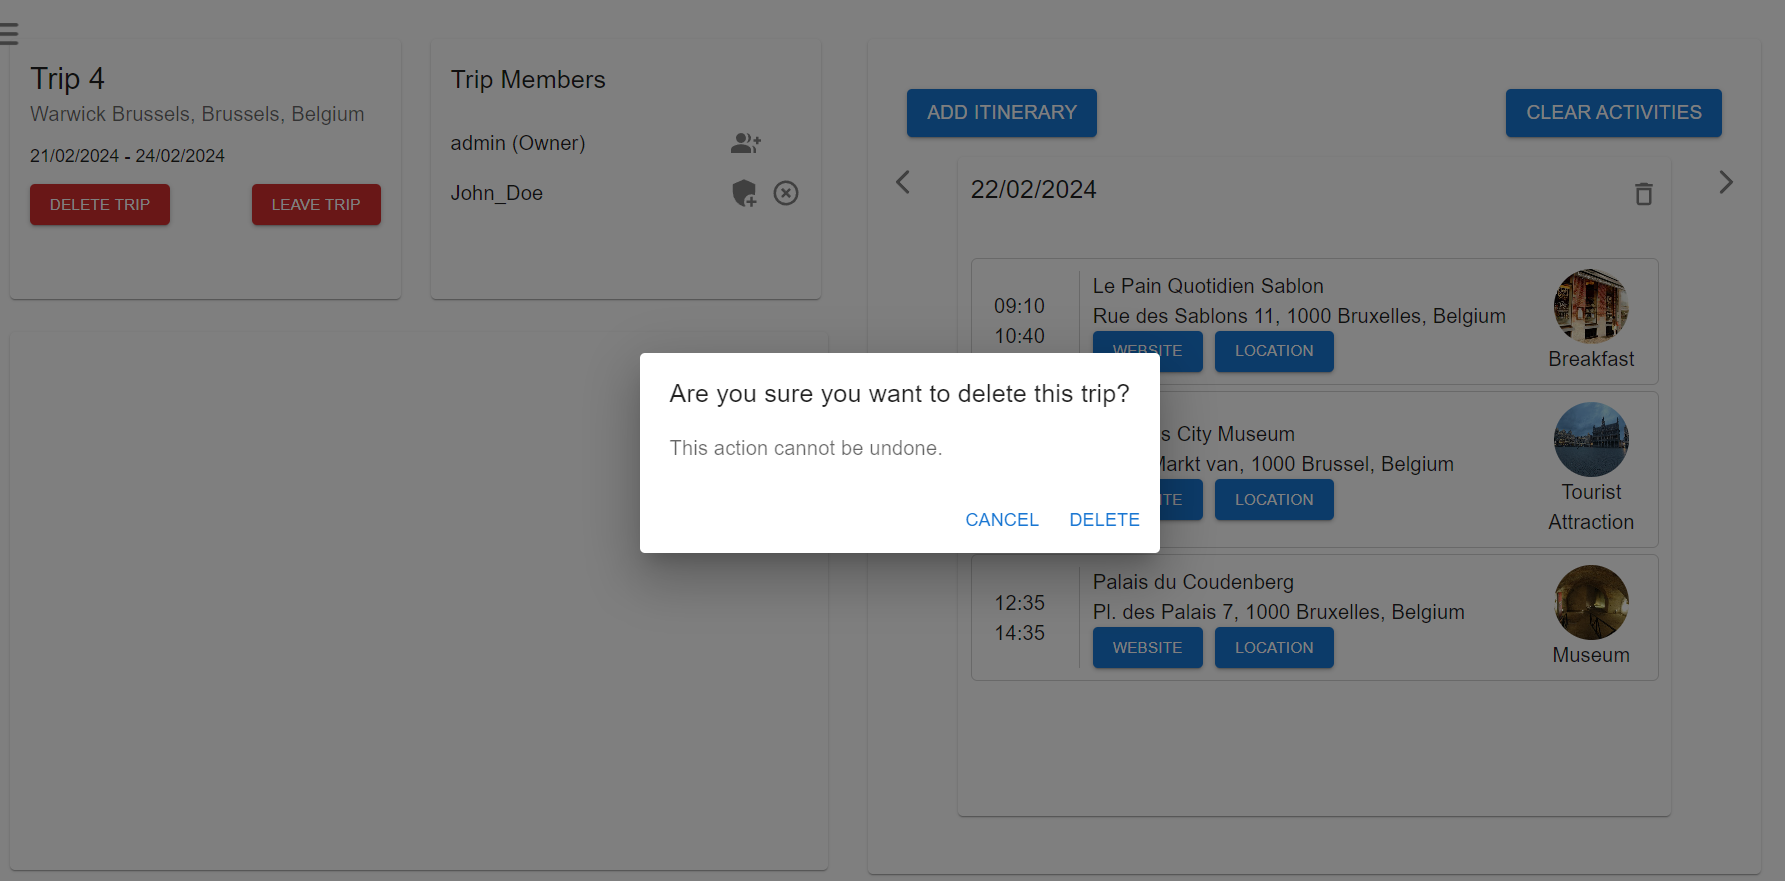 Trip 4
Warwick Brussels, Brussels, Belgium
21/02/2024 - 24/02/2024
DELETE TRIP
LEAVE TRIP
Trip Members
admin (Owner)
John_Doe
ADD ITINERARY
CLEAR ACTIVITIES
22/02/2024
09:10
10:40
Le Pain Quotidien Sablon
Rue des Sablons 11, 1000 Bruxelles, Belgium
WEBSITE
LOCATION
Breakfast
Are you sure you want to delete this trip?
This action cannot be undone.
CANCEL
DELETE
City Museum
Markt van, 1000 Brussel, Belgium
LOCATION
Tourist
Attraction
12:35
14:35
Palais du Coudenberg
Pl. des Palais 7, 1000 Bruxelles, Belgium
WEBSITE
LOCATION
Museum